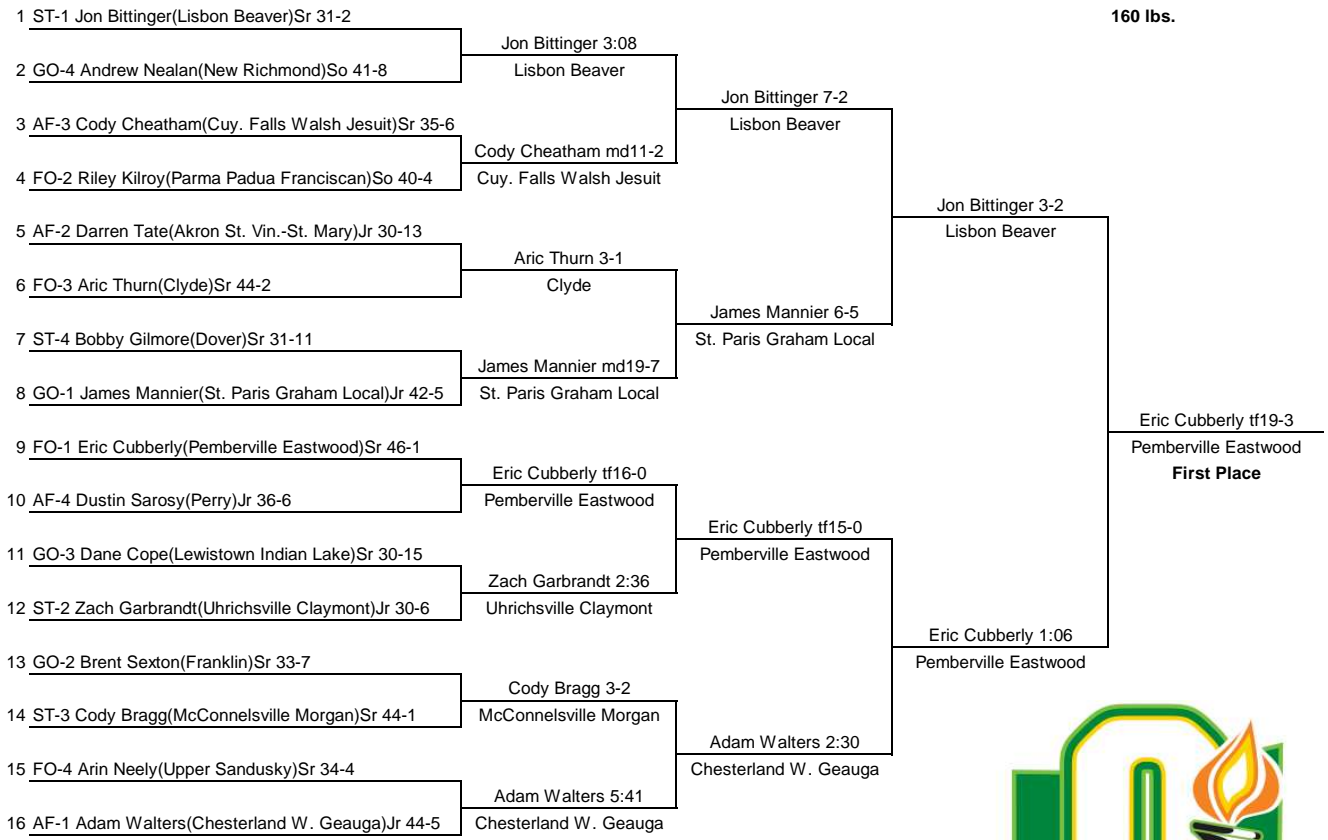 160 lbs.
1 ST-1 Jon Bittinger(Lisbon Beaver)Sr 31-2
2 GO-4 Andrew Nealan(New Richmond)So 41-8
3 AF-3 Cody Cheatham(Cuy. Falls Walsh Jesuit)Sr 35-6
4 FO-2 Riley Kilroy(Parma Padua Franciscan)So 40-4
5 AF-2 Darren Tate(Akron St. Vin.-St. Mary)Jr 30-13
6 FO-3 Aric Thurn(Clyde)Sr 44-2
7 ST-4 Bobby Gilmore(Dover)Sr 31-11
8 GO-1 James Mannier(St. Paris Graham Local)Jr 42-5
9 FO-1 Eric Cubberly(Pemberville Eastwood)Sr 46-1
10 AF-4 Dustin Sarosy(Perry)Jr 36-6
11 GO-3 Dane Cope(Lewistown Indian Lake)Sr 30-15
12 ST-2 Zach Garbrandt(Uhrichsville Claymont)Jr 30-6
13 GO-2 Brent Sexton(Franklin)Sr 33-7
14 ST-3 Cody Bragg(McConnelsville Morgan)Sr 44-1
15 FO-4 Arin Neely(Upper Sandusky)Sr 34-4
16 AF-1 Adam Walters(Chesterland W. Geauga)Jr 44-5
Jon Bittinger 3:08
Lisbon Beaver
Cody Cheatham md11-2
Cuy. Falls Walsh Jesuit
Aric Thurn 3-1
Clyde
James Mannier md19-7
St. Paris Graham Local
Eric Cubberly tf16-0
Pemberville Eastwood
Zach Garbrandt 2:36
Uhrichsville Claymont
Cody Bragg 3-2
McConnelsville Morgan
Adam Walters 5:41
Chesterland W. Geauga
Jon Bittinger 7-2
Lisbon Beaver
James Mannier 6-5
St. Paris Graham Local
Eric Cubberly tf15-0
Pemberville Eastwood
Adam Walters 2:30
Chesterland W. Geauga
Jon Bittinger 3-2
Lisbon Beaver
Eric Cubberly 1:06
Pemberville Eastwood
Eric Cubberly tf19-3
Pemberville Eastwood
First Place